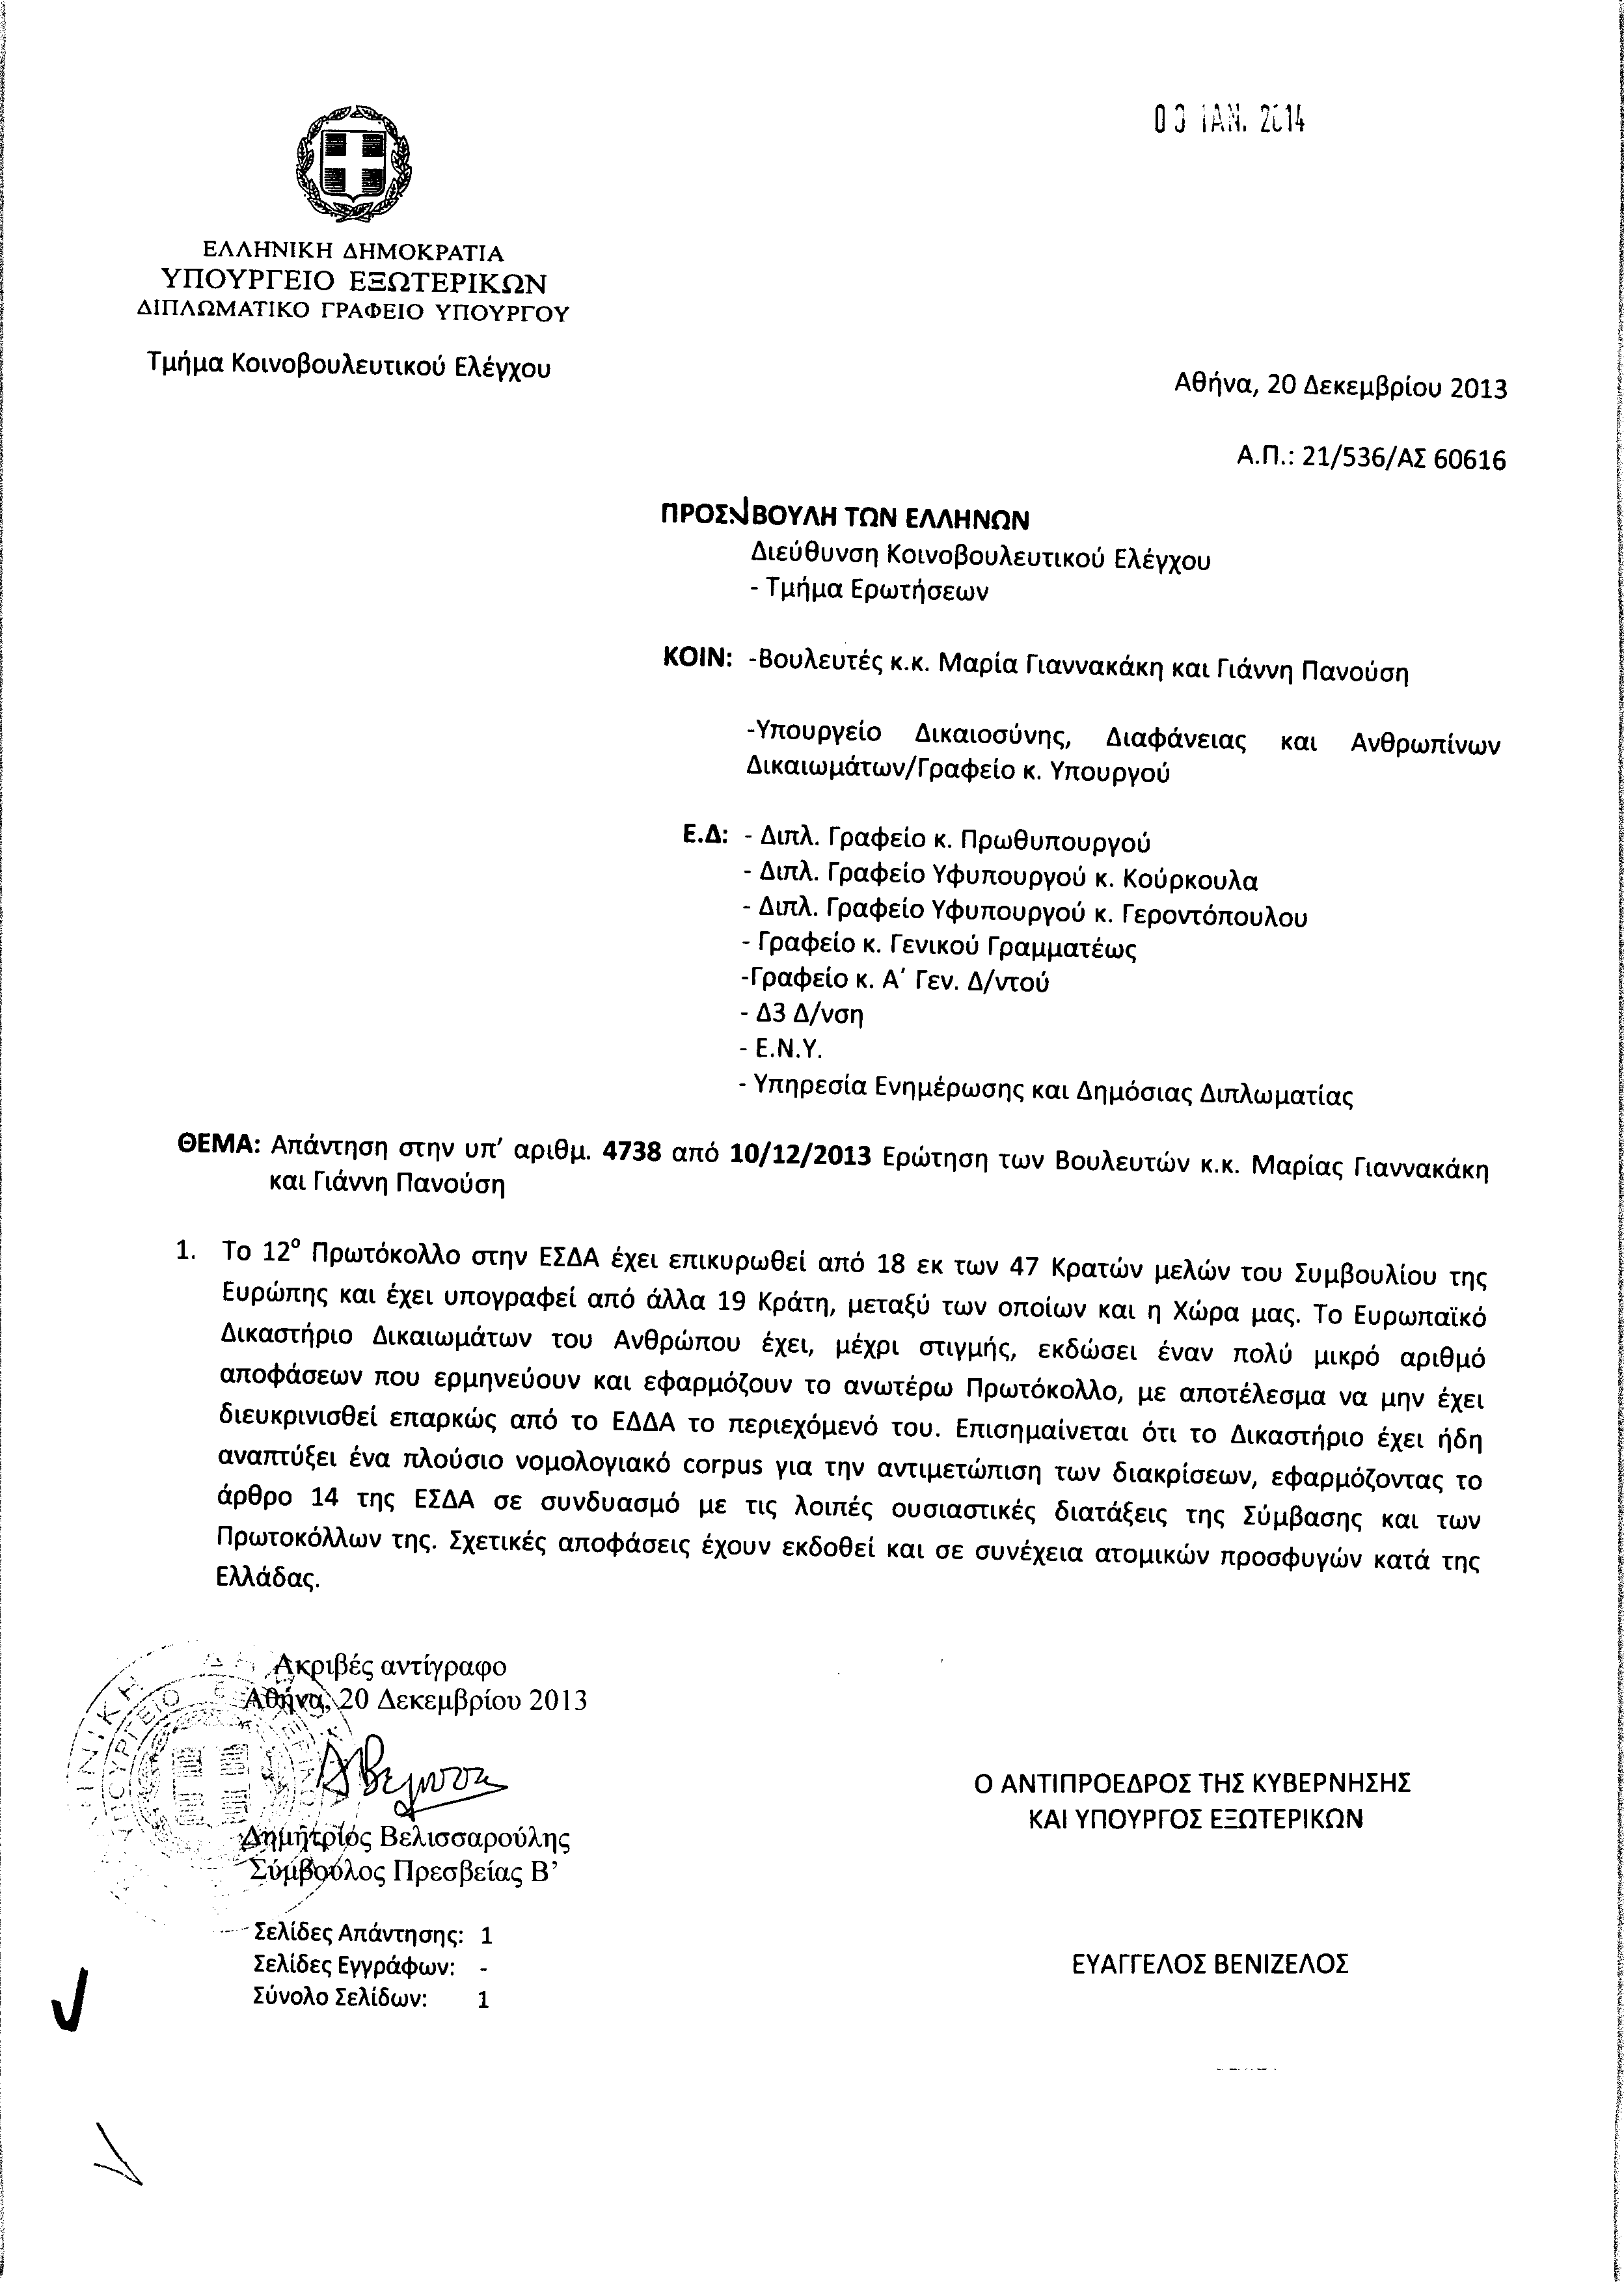 03 ΙΑΝ. 2014
ΕΛΛΗΝΙΚΗ ΔΗΜΟΚΡΑΤΙΑ
ΥΠΟΥΡΓΕΙΟ ΕΞΩΤΕΡΙΚΩΝ
ΔΙΠΛΩΜΑΤΙΚΟ ΓΡΑΦΕΙΟ ΥΠΟΥΡΓΟΥ
Τμήμα Κοινοβουλευτικού Ελέγχου
Αθήνα, 20 Δεκεμβρίου 2013
Α.Π.: 21/536/ΑΣ 60616
ΠΡΟΣ: ΒΟΥΛΗ ΤΩΝ ΕΛΛΗΝΩΝ
Διεύθυνση Κοινοβουλευτικού Ελέγχου
- Τμήμα Ερωτήσεων
ΚΟΙΝ: -Βουλευτές κ.κ. Μαρία Γιαννακάκη και Γιάννη Πανούση
-Υπουργείο Δικαιοσύνης, Διαφάνειας και Ανθρωπίνων
Δικαιωμάτων/Γραφείο κ. Υπουργού
Ε.Δ: - Διπλ. Γραφείο κ. Πρωθυπουργού
- Διπλ. Γραφείο Υφυπουργού κ. Κούρκουλα
- Διπλ. Γραφείο Υφυπουργού κ. Γεροντόπουλου
- Γραφείο κ. Γενικού Γραμματέως
-Γραφείο κ. Α΄ Γεν. Δ/ντού
- Δ3 Δ/νση
- Ε.Ν.Υ.
- Υπηρεσία Ενημέρωσης και Δημόσιας Διπλωματίας
ΘΕΜΑ: Απάντηση στην υπ’ αριθμ. 4738 από 10/12/2013 Ερώτηση των Βουλευτών κ.κ. Μαρίας Γιαννακάκη
και Γιάννη Πανούση
1. Το 12º Πρωτόκολλο στην ΕΣΔΑ έχει επικυρωθεί από 18 εκ των 47 Κρατών μελών του Συμβουλίου της
Ευρώπης και έχει υπογραφεί από άλλα 19 Κράτη, μεταξύ των οποίων και η Χώρα μας. Το Ευρωπαϊκό
Δικαστήριο Δικαιωμάτων του Ανθρώπου έχει, μέχρι στιγμής, εκδώσει έναν πολύ μικρό αριθμό
αποφάσεων που ερμηνεύουν και εφαρμόζουν το ανωτέρω Πρωτόκολλο, με αποτέλεσμα να μην έχει
διευκρινισθεί επαρκώς από το ΕΔΔΑ το περιεχόμενό του. Επισημαίνεται ότι το Δικαστήριο έχει ήδη
αναπτύξει ένα πλούσιο νομολογιακό corpus για την αντιμετώπιση των διακρίσεων, εφαρμόζοντας το
άρθρο 14 της ΕΣΔΑ σε συνδυασμό με τις λοιπές ουσιαστικές διατάξεις της Σύμβασης και των
Πρωτοκόλλων της. Σχετικές αποφάσεις έχουν εκδοθεί και σε συνέχεια ατομικών προσφυγών κατά της
Ελλάδας.
Ακριβές αντίγραφο
Αθήνα, 20 Δεκεμβρίου 2013
Δημήτριος Βελισσαρούλης
Σύμβουλος Πρεσβείας Β’
Ο ΑΝΤΙΠΡΟΕΔΡΟΣ ΤΗΣ ΚΥΒΕΡΝΗΣΗΣ
ΚΑΙ ΥΠΟΥΡΓΟΣ ΕΞΩΤΕΡΙΚΩΝ
ΕΥΑΓΓΕΛΟΣ ΒΕΝΙΖΕΛΟΣ
Σελίδες Απάντησης: 1
Σελίδες Εγγράφων: -
Σύνολο Σελίδων: 1